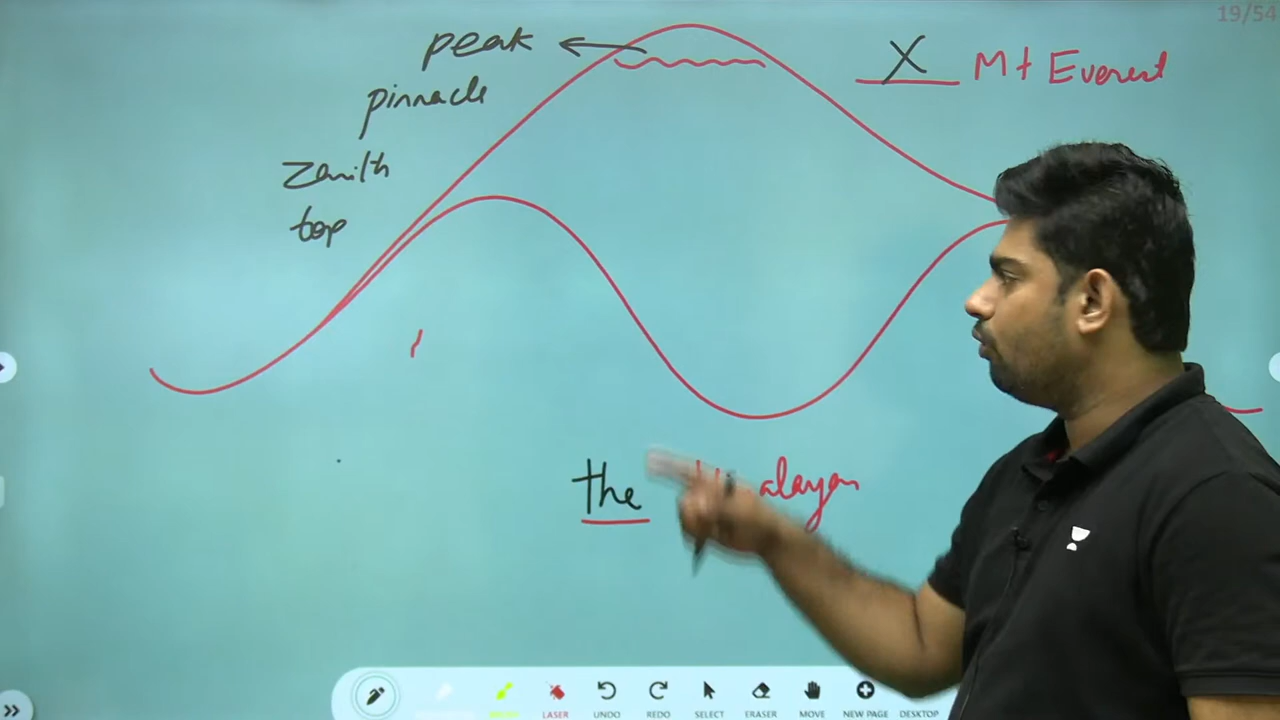 19/54
peak
X Mt Everest
pinnacle
zenith
top
the
LASER
UNDO
REDO
SELECT
ERASER
MOVE
NEW PAGE
DESKTOP